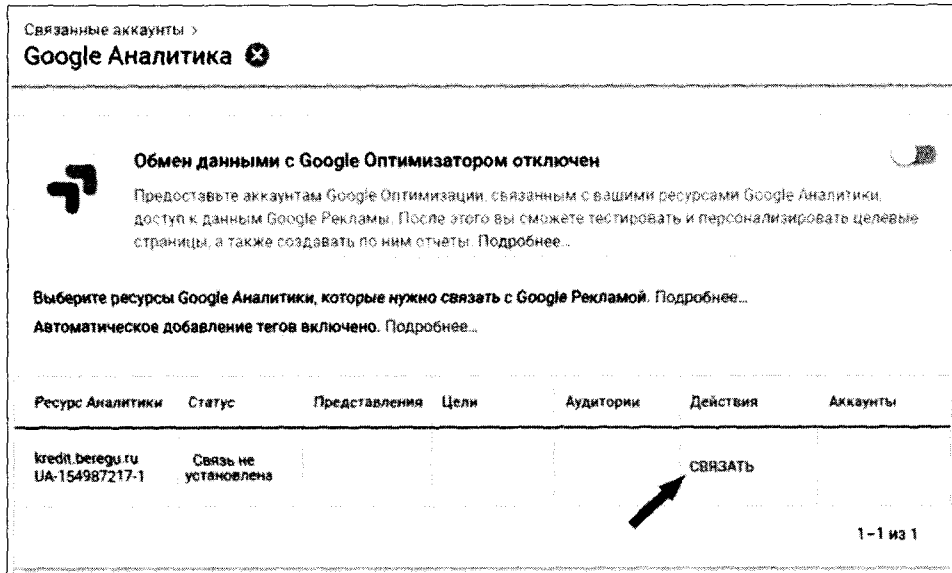 Связанные аккаунты >
Google Аналитика
Обмен данными с Google Оптимизатором отключен
Предоставьте аккаунтам Google Оптимизации, связанным с вашими ресурсами Google Аналитики,
доступ к данным Google Рекламы. После этого вы сможете тестировать и персонализировать целевые
страницы, а также создавать по ним отчеты. Подробнее...
Выберите ресурсы Google Аналитики, которые нужно связать с Google Рекламой. Подробнее...
Автоматическое добавление тегов включено. Подробнее...
Ресурс Аналитики Статус Представления Цели Аудитории Действия Аккаунты
kredit.beregu.ru Связь не
UA-154987217-1 установлена СВЯЗАТЬ
1–1 из 1